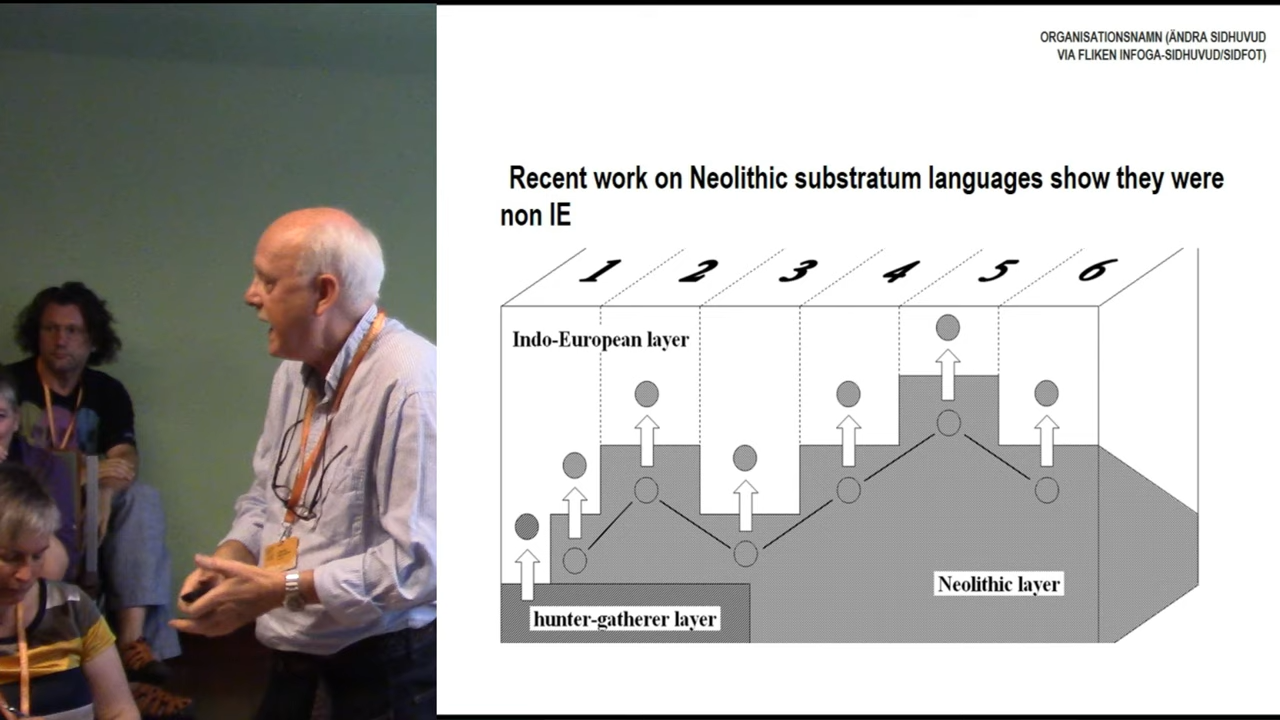 ORGANISATIONSNAMN (ÄNDRA SIDHUVUD
VIA FLIKEN INFOGA-SIDHUVUD/SIDFOT)
Recent work on Neolithic substratum languages show they were
non IE
1 2 3 4 5 6
Indo-European layer
Neolithic layer
hunter-gatherer layer